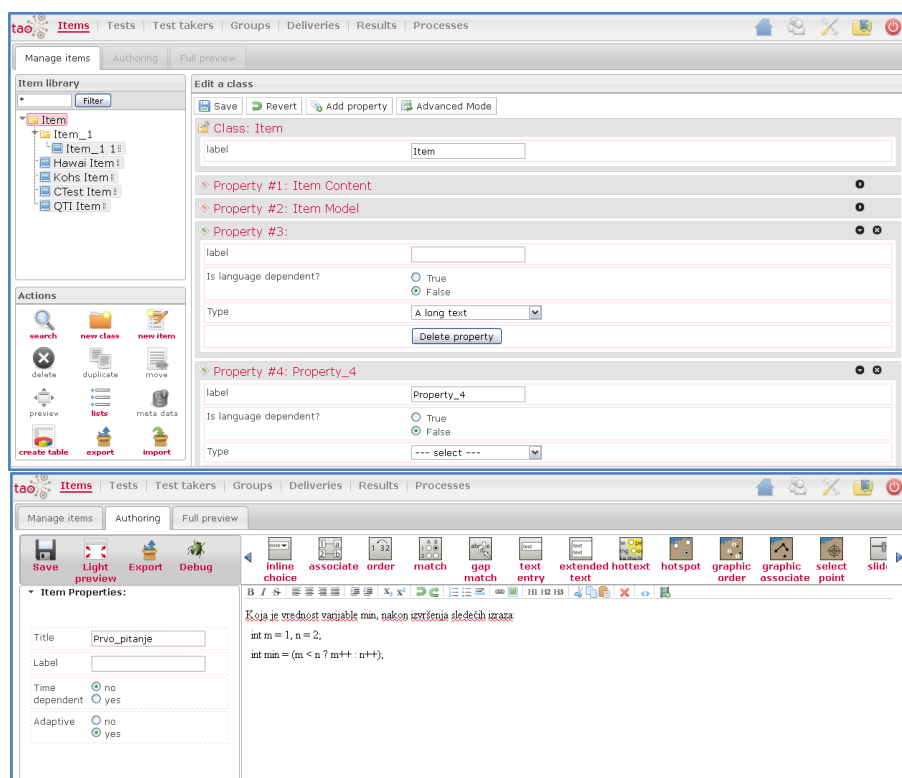 tao Items | Tests | Test takers | Groups | Deliveries | Results | Processes
Manage items Authoring Full preview
Item library
* Filter
Item
Item_1
Item_1 1
Hawai Item
Kohs Item
CTest Item
QTI Item
Actions
search new class new item
delete duplicate move
preview lists meta data
create table export import
Edit a class
Save Revert Add property Advanced Mode
Class: Item
label Item
Property #1: Item Content
Property #2: Item Model
Property #3:
label
Is language dependent? True
False
Type A long text
Delete property
Property #4: Property_4
label Property_4
Is language dependent? True
False
Type --- select ---
tao Items | Tests | Test takers | Groups | Deliveries | Results | Processes
Manage items Authoring Full preview
Save Light preview Export Debug
inline choice associate order match gap match text entry extended text hottext hotspot graphic order graphic associate select point
Item Properties:
Title Prvo_pitanje
Label
Time dependent no
yes
Adaptive no
yes
B I S X₂ X² H1 H2 H3
Koja je vrednost varijable min, nakon izvršenja sledećih izraza:
int m = 1, n = 2;
int min = (m < n ? m++ : n++);